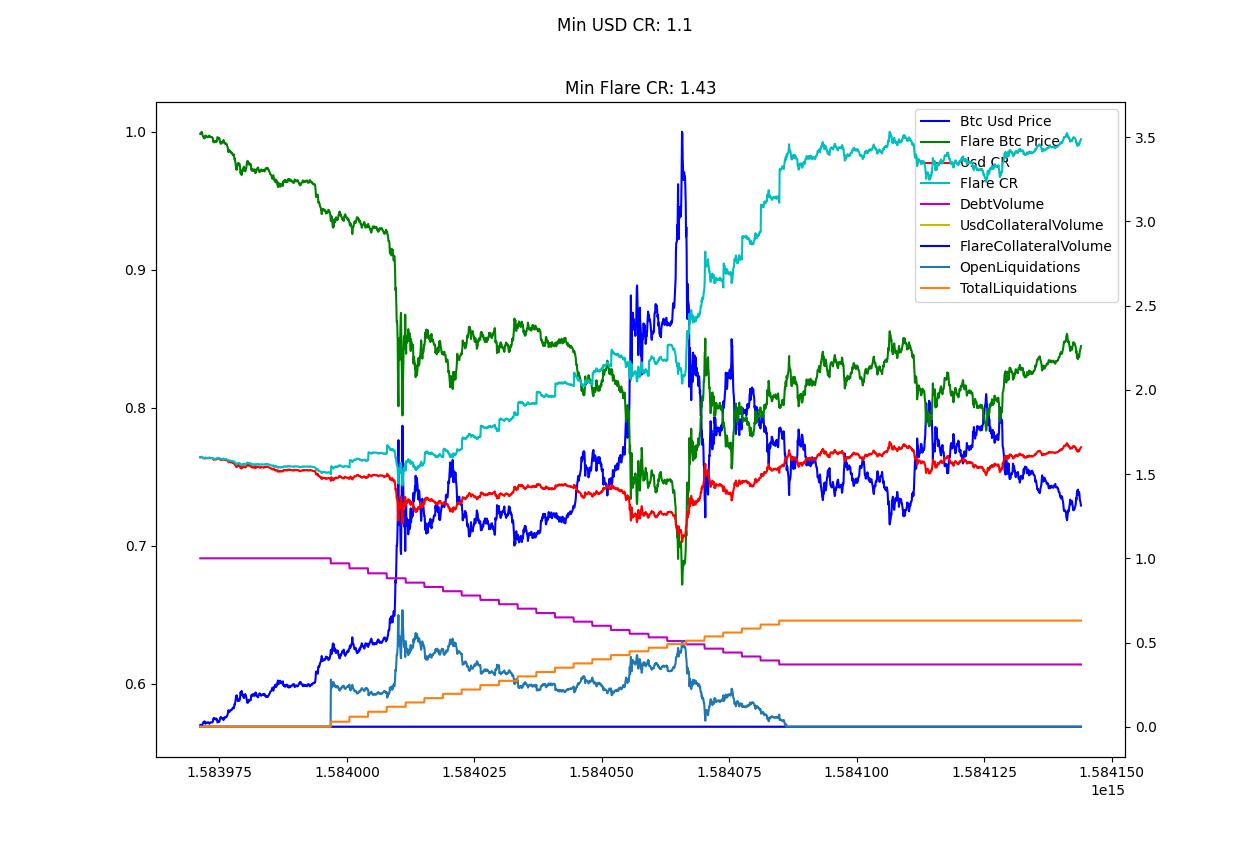 Min USD CR: 1.1
Min Flare CR: 1.43
Btc Usd Price
Flare Btc Price
Usd CR
Flare CR
DebtVolume
UsdCollateralVolume
FlareCollateralVolume
OpenLiquidations
TotalLiquidations
1.0
0.9
0.8
0.7
0.6
3.5
3.0
2.5
2.0
1.5
1.0
0.5
0.0
1.583975 1.584000 1.584025 1.584050 1.584075 1.584100 1.584125 1.584150
1e15